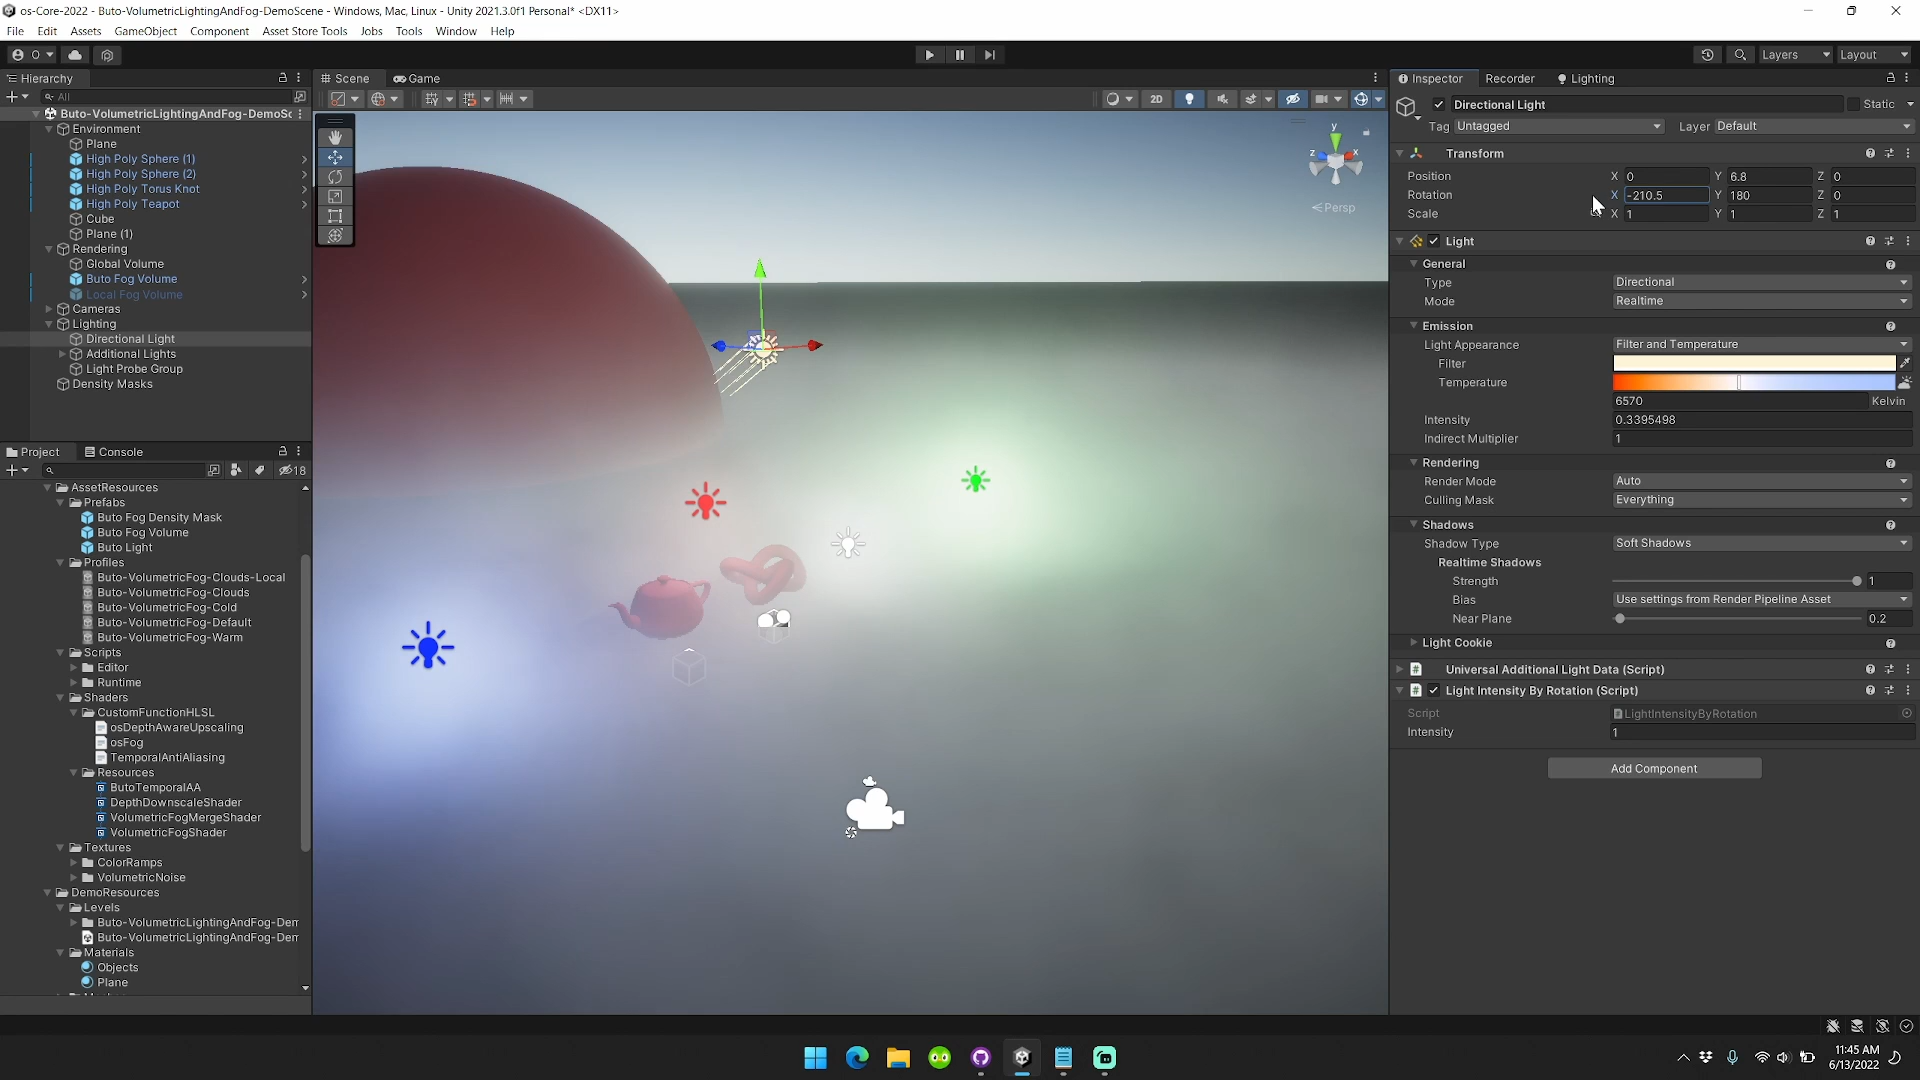 os-Core-2022 - Buto-VolumetricLightingAndFog-DemoScene - Windows, Mac, Linux - Unity 2021.3.0f1 Personal* <DX11>
File Edit Assets GameObject Component Asset Store Tools Jobs Tools Window Help
O Layers Layout
Hierarchy
All
Buto-VolumetricLightingAndFog-DemoSc
Environment
Plane
High Poly Sphere (1)
High Poly Sphere (2)
High Poly Torus Knot
High Poly Teapot
Cube
Plane (1)
Rendering
Global Volume
Buto Fog Volume
Local Fog Volume
Cameras
Lighting
Directional Light
Additional Lights
Light Probe Group
Density Masks
Project Console
18
AssetResources
Prefabs
Buto Fog Density Mask
Buto Fog Volume
Buto Light
Profiles
Buto-VolumetricFog-Clouds-Local
Buto-VolumetricFog-Clouds
Buto-VolumetricFog-Cold
Buto-VolumetricFog-Default
Buto-VolumetricFog-Warm
Scripts
Editor
Runtime
Shaders
CustomFunctionHLSL
osDepthAwareUpscaling
osFog
TemporalAntiAliasing
Resources
ButoTemporalAA
DepthDownscaleShader
VolumetricFogMergeShader
VolumetricFogShader
Textures
ColorRamps
VolumetricNoise
DemoResources
Levels
Buto-VolumetricLightingAndFog-Den
Buto-VolumetricLightingAndFog-Den
Materials
Objects
Plane
Scene Game
2D
y
z x
Persp
Inspector Recorder Lighting
Directional Light Static
Tag Untagged Layer Default
Transform
Position X 0 Y 6.8 Z 0
Rotation X -210.5 Y 180 Z 0
Scale X 1 Y 1 Z 1
Light
General
Type Directional
Mode Realtime
Emission
Light Appearance Filter and Temperature
Filter
Temperature
6570 Kelvin
Intensity 0.3395498
Indirect Multiplier 1
Rendering
Render Mode Auto
Culling Mask Everything
Shadows
Shadow Type Soft Shadows
Realtime Shadows
Strength 1
Bias Use settings from Render Pipeline Asset
Near Plane 0.2
Light Cookie
Universal Additional Light Data (Script)
Light Intensity By Rotation (Script)
Script LightIntensityByRotation
Intensity 1
Add Component
11:45 AM
6/13/2022